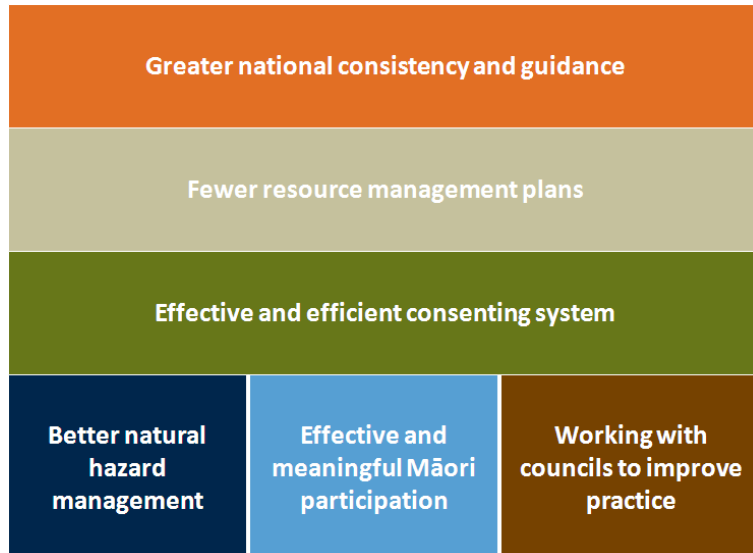 Greater national consistency and guidance
Fewer resource management plans
Effective and efficient consenting system
Better natural
hazard
management
Effective and
meaningful Māori
participation
Working with
councils to improve
practice